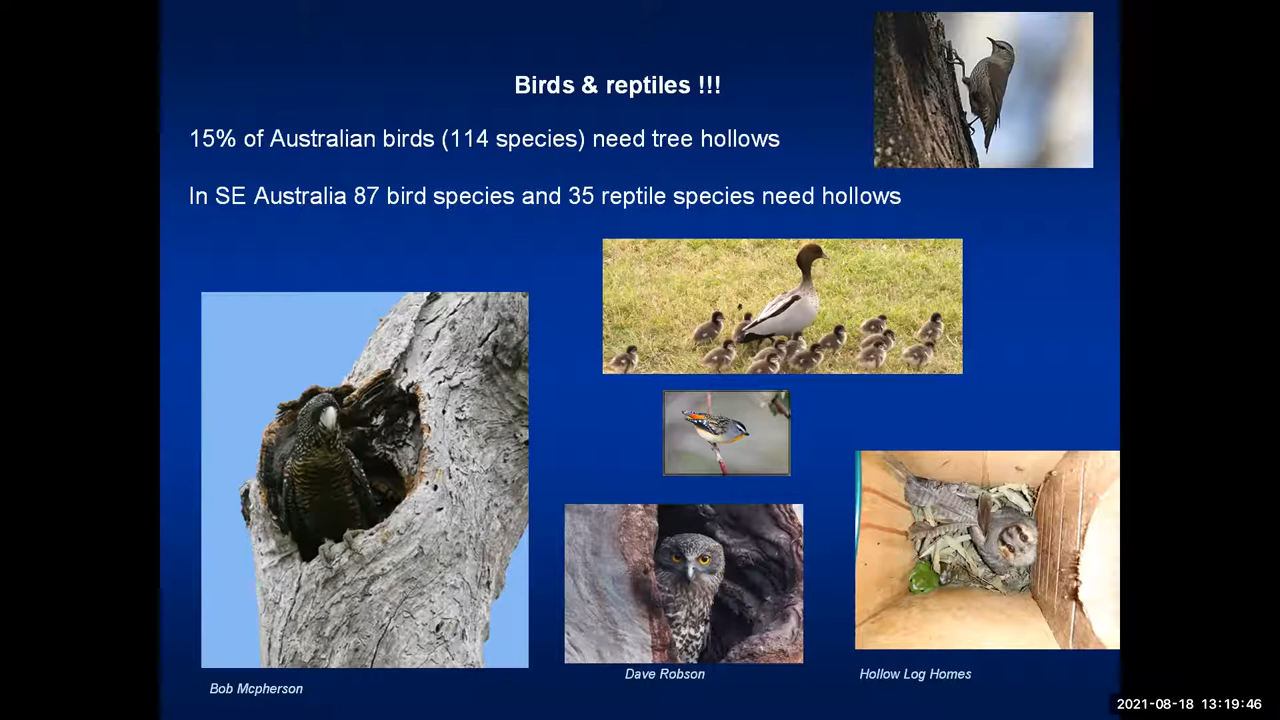 Birds & reptiles !!!
15% of Australian birds (114 species) need tree hollows
In SE Australia 87 bird species and 35 reptile species need hollows
Dave Robson
Hollow Log Homes
Bob Mcpherson
2021-08-18 13:19:46